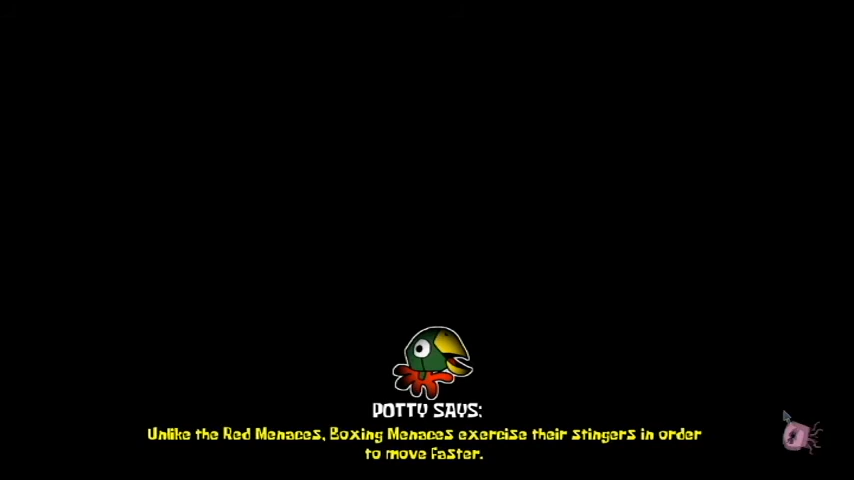 POTTY SAYS:
Unlike the Red Menaces, Boxing Menaces exercise their stingers in order
to move faster.